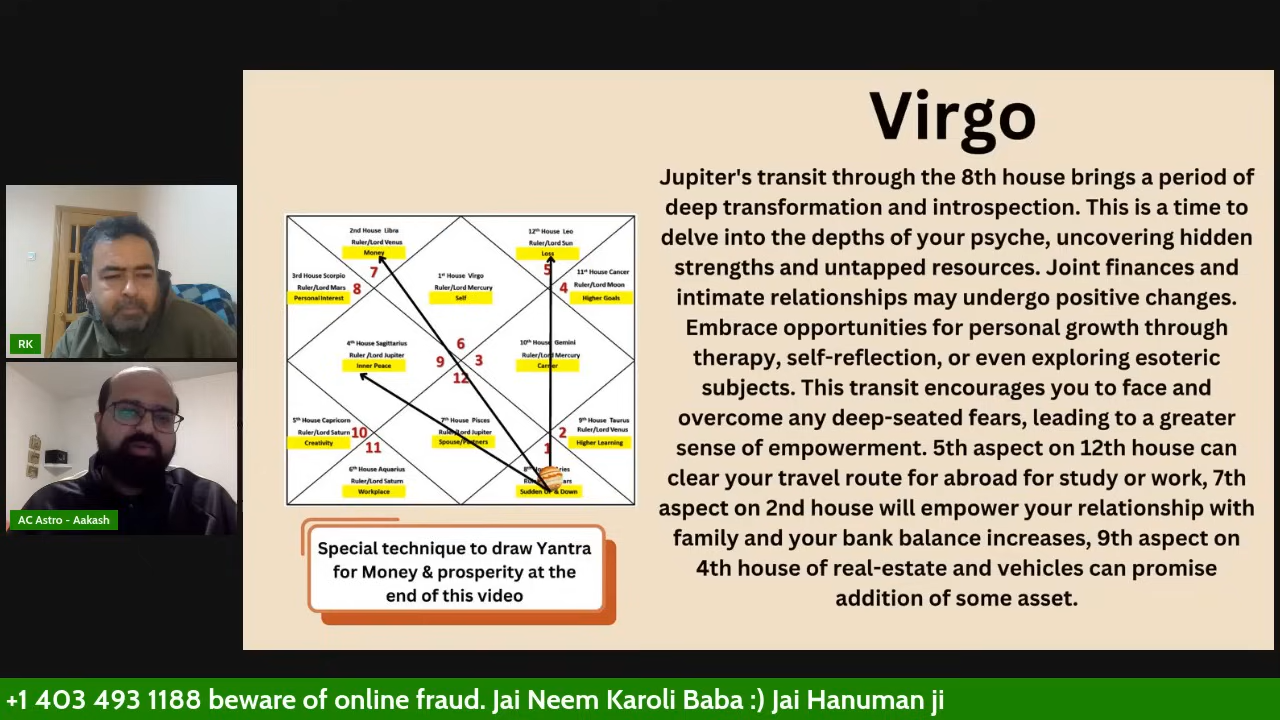 Virgo
Jupiter's transit through the 8th house brings a period of
deep transformation and introspection. This is a time to
delve into the depths of your psyche, uncovering hidden
strengths and untapped resources. Joint finances and
intimate relationships may undergo positive changes.
Embrace opportunities for personal growth through
therapy, self-reflection, or even exploring esoteric
subjects. This transit encourages you to face and
overcome any deep-seated fears, leading to a greater
sense of empowerment. 5th aspect on 12th house can
clear your travel route for abroad for study or work, 7th
aspect on 2nd house will empower your relationship with
family and your bank balance increases, 9th aspect on
4th house of real-estate and vehicles can promise
addition of some asset.
2nd House Libra
Ruler/Lord Venus
Money
7
12th House Leo
Ruler/Lord Sun
Loss
5
3rd House Scorpio
Ruler/Lord Mars
Personal Interest
8
1st House Virgo
Ruler/Lord Mercury
Self
11th House Cancer
Ruler/Lord Moon
Higher Goals
4
4th House Sagittarius
Ruler/Lord Jupiter
Inner Peace
6
9
3
12
10th House Gemini
Ruler/Lord Mercury
Career
5th House Capricorn
Ruler/Lord Saturn
Creativity
10
11
7th House Pisces
Ruler/Lord Jupiter
Spouse/Partners
9th House Taurus
Ruler/Lord Venus
Higher Learning
2
1
6th House Aquarius
Ruler/Lord Saturn
Workplace
8th
Sudden Up & Down
Special technique to draw Yantra
for Money & prosperity at the
end of this video
RK
AC Astro - Aakash
+1 403 493 1188 beware of online fraud. Jai Neem Karoli Baba :) Jai Hanuman ji